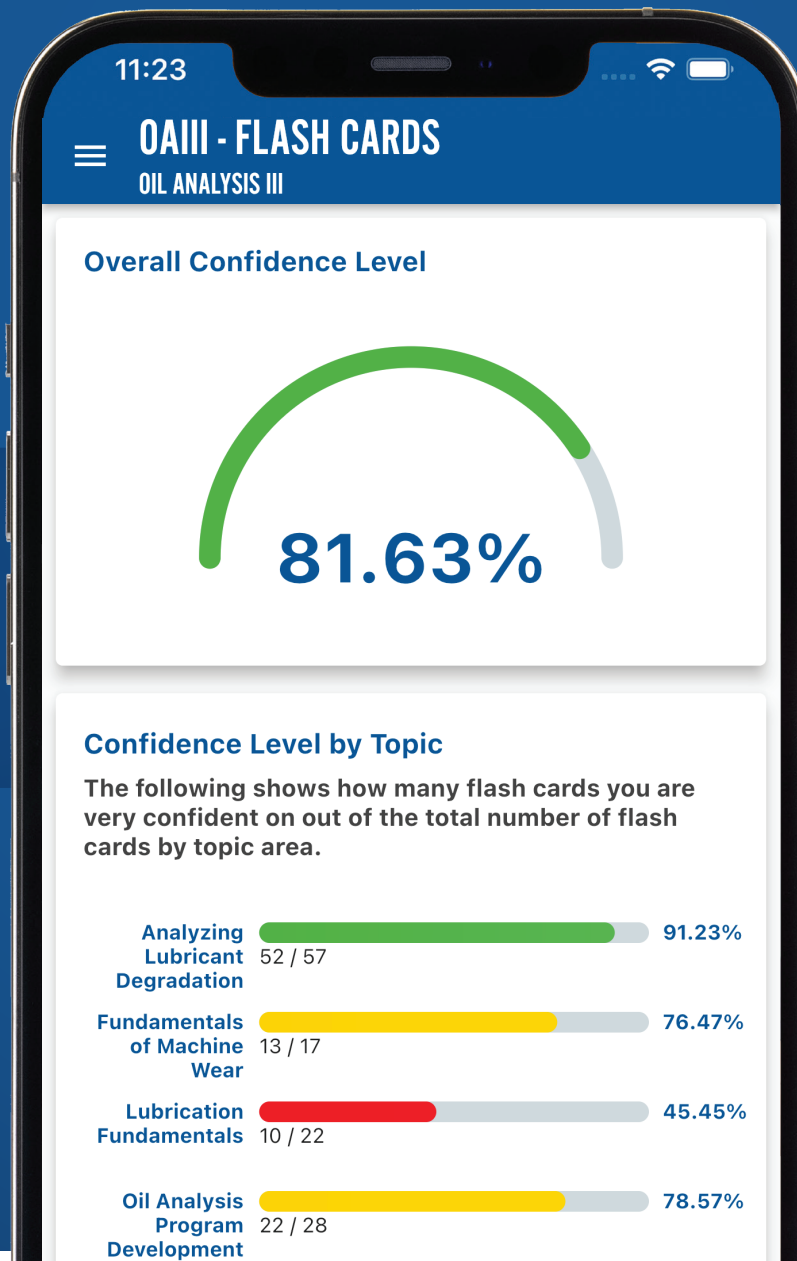 11:23
OAIII - FLASH CARDS
OIL ANALYSIS III
Overall Confidence Level
81.63%
Confidence Level by Topic
The following shows how many flash cards you are
very confident on out of the total number of flash
cards by topic area.
Analyzing
Lubricant
Degradation
52 / 57
91.23%
Fundamentals
of Machine
Wear
13 / 17
76.47%
Lubrication
Fundamentals
10 / 22
45.45%
Oil Analysis
Program
Development
22 / 28
78.57%